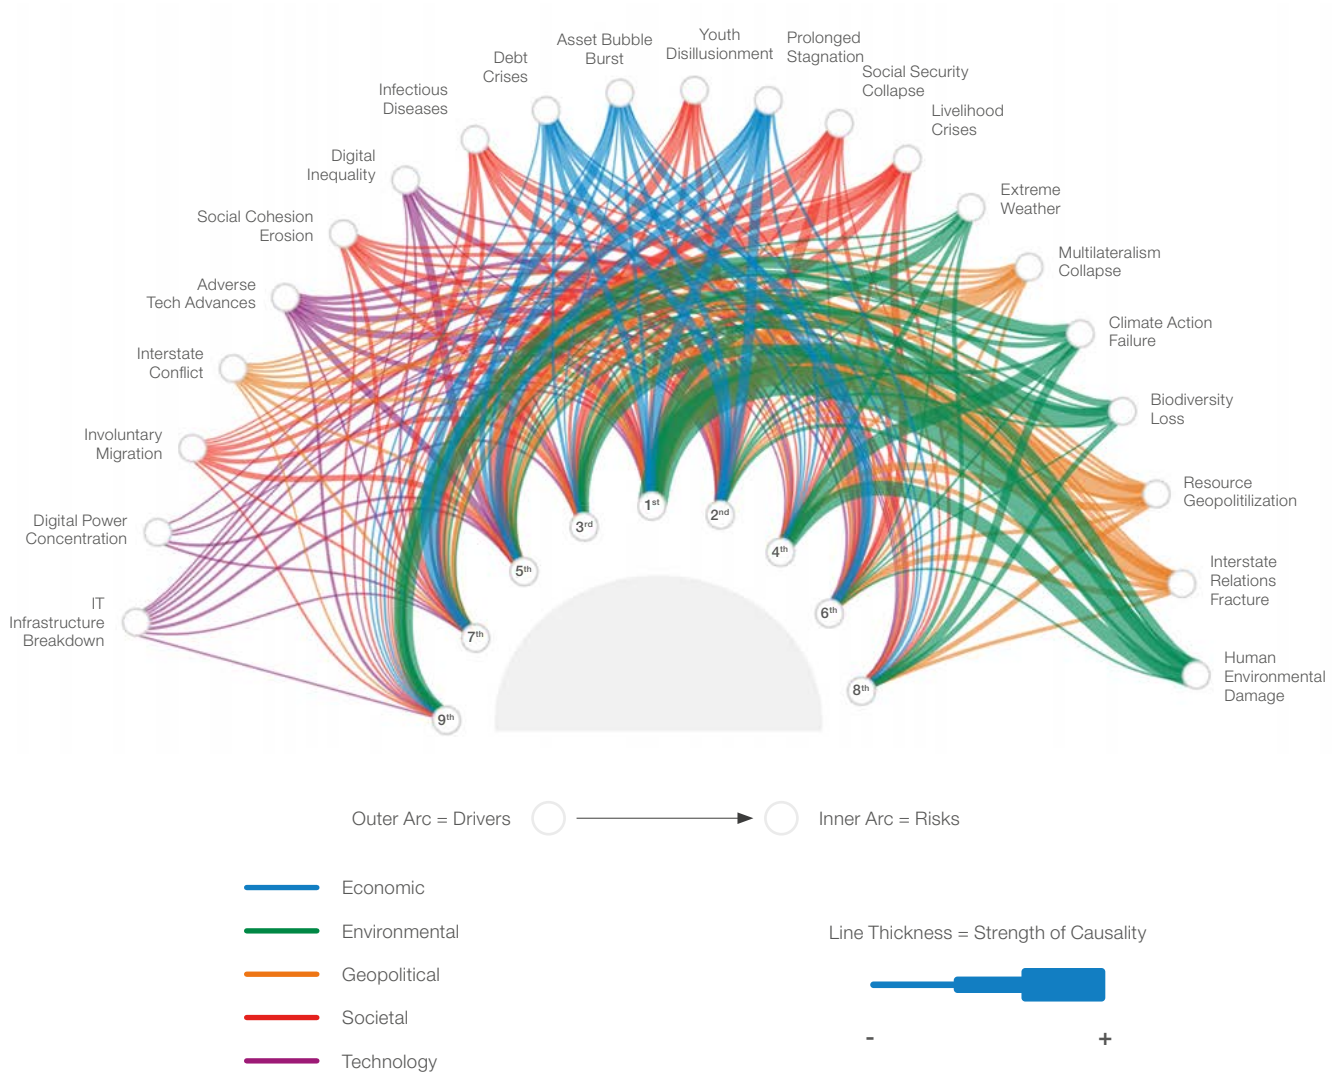 Asset Bubble
Burst
Youth
Disillusionment
Prolonged
Stagnation
Debt
Crises
Social Security
Collapse
Infectious
Diseases
Livelihood
Crises
Digital
Inequality
Extreme
Weather
Social Cohesion
Erosion
Multilateralism
Collapse
Adverse
Tech Advances
Climate Action
Failure
Interstate
Conflict
Biodiversity
Loss
Involuntary
Migration
Resource
Geopolitilization
Digital Power
Concentration
Interstate
Relations
Fracture
IT
Infrastructure
Breakdown
Human
Environmental
Damage
1st
2nd
3rd
4th
5th
6th
7th
8th
9th
Outer Arc = Drivers
Inner Arc = Risks
Economic
Environmental
Geopolitical
Societal
Technology
Line Thickness = Strength of Causality
- +